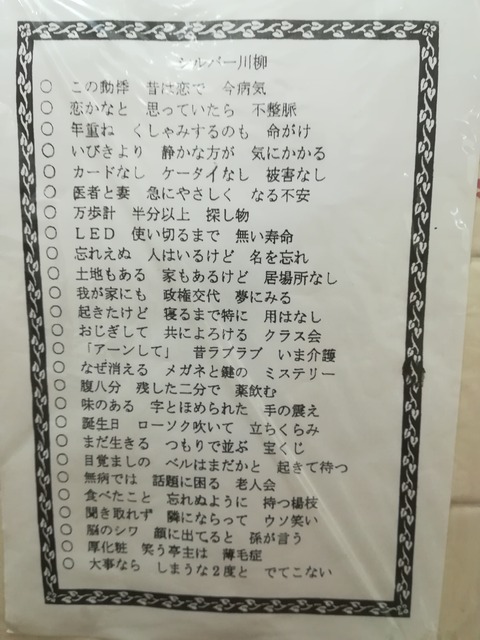 シルバー川柳
○ この動悸 昔は恋で 今病気
○ 恋かなと 思っていたら 不整脈
○ 年重ね くしゃみするのも 命がけ
○ いびきより 静かな方が 気にかかる
○ カードなし ケータイなし 被害なし
○ 医者と妻 急にやさしく なる不安
○ 万歩計 半分以上 探し物
○ LED 使い切るまで 無い寿命
○ 忘れえぬ 人はいるけど 名を忘れ
○ 土地もある 家もあるけど 居場所なし
○ 我が家にも 政権交代 夢にみる
○ 起きたけど 寝るまで特に 用はなし
○ おじぎして 共によろける クラス会
○ 「アーンして」 昔ラブラブ いま介護
○ なぜ消える メガネと鍵の ミステリー
○ 腹八分 残した二分で 薬飲む
○ 味のある 字とほめられた 手の震え
○ 誕生日 ローソク吹いて 立ちくらみ
○ まだ生きる つもりで並ぶ 宝くじ
○ 目覚ましの ベルはまだかと 起きて待つ
○ 無病では 話題に困る 老人会
○ 食べたこと 忘れぬように 持つ楊枝
○ 聞き取れず 隣にならって ウソ笑い
○ 脳のシワ 顔に出てると 孫が言う
○ 厚化粧 笑う亭主は 薄毛症
○ 大事なら しまうな2度と でてこない